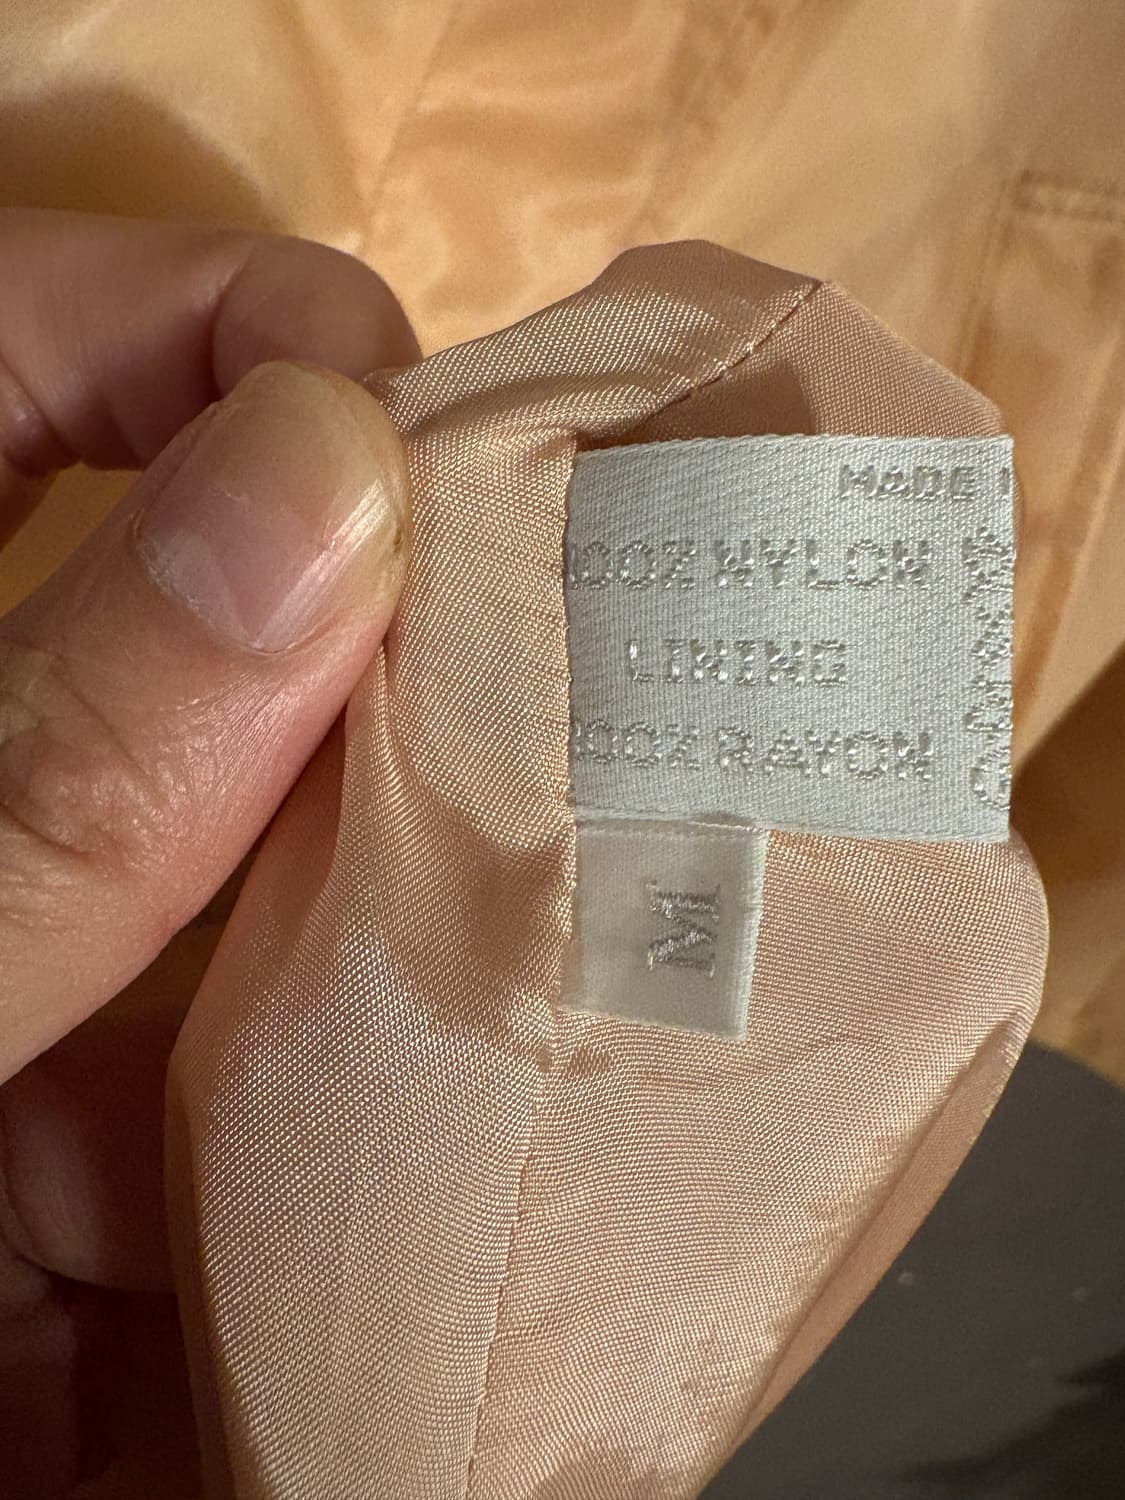 MADE I
100% NYLON
LINING
100% RAYON
M